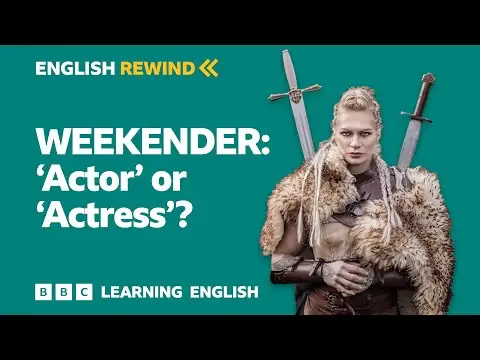 ENGLISH REWIND
WEEKENDER:
‘Actor’ or
‘Actress’?
BBC LEARNING ENGLISH